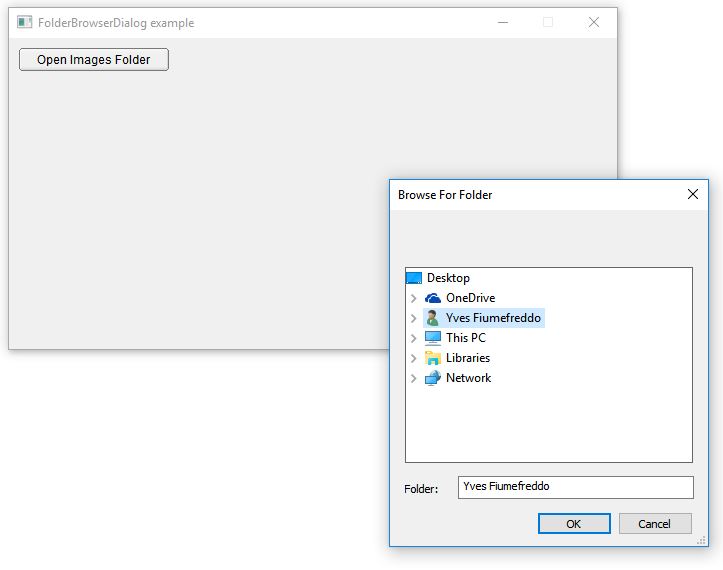 FolderBrowserDialog example
Open Images Folder
Browse For Folder
Desktop
OneDrive
Yves Fiumefreddo
This PC
Libraries
Network
Folder: Yves Fiumefreddo
OK Cancel